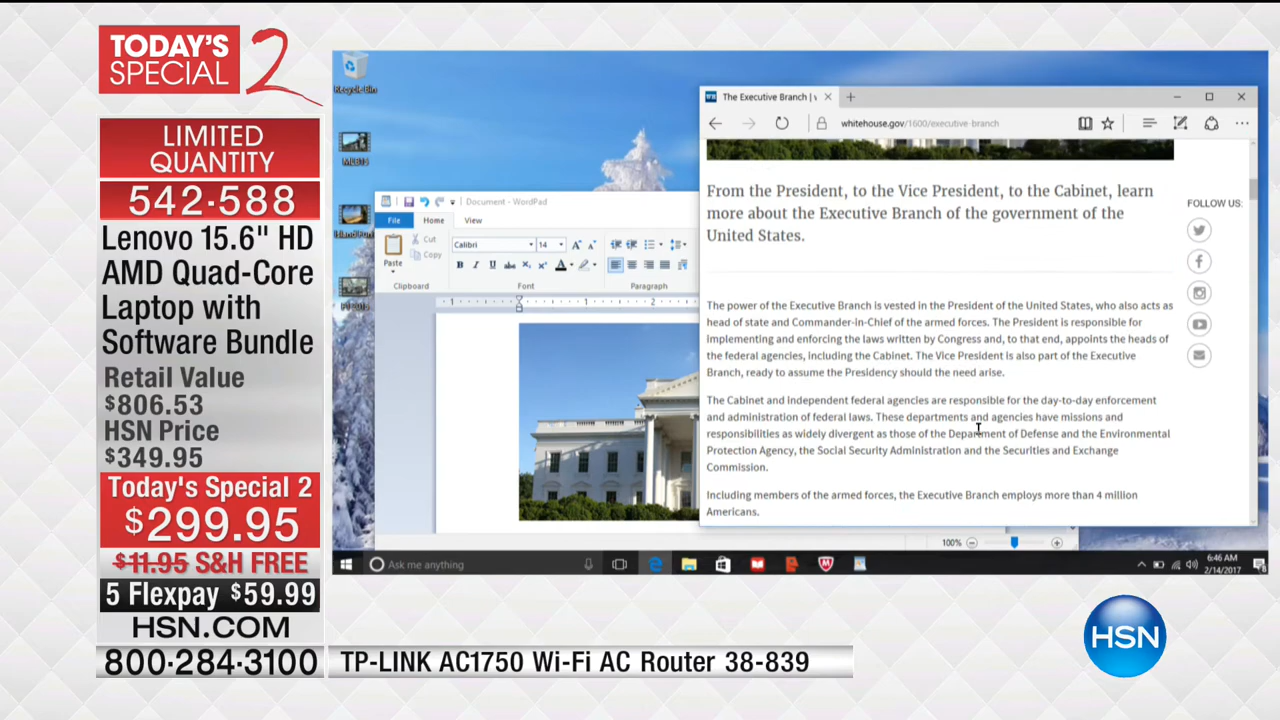 TODAY'S
SPECIAL 2
LIMITED
QUANTITY
542-588
Lenovo 15.6" HD
AMD Quad-Core
Laptop with
Software Bundle
Retail Value
$806.53
HSN Price
$349.95
Today's Special 2
$299.95
$11.95 S&H FREE
5 Flexpay $59.99
HSN.COM
800-284-3100
TP-LINK AC1750 Wi-Fi AC Router 38-839
HSN
Recycle Bin
Document - WordPad
File Home View
Cut
Copy
Paste
Calibri 14
B I U abc X₂ X² A
Clipboard Font Paragraph
1 1 2
100%
The Executive Branch |
whitehouse.gov/1600/executive-branch
From the President, to the Vice President, to the Cabinet, learn
more about the Executive Branch of the government of the
United States.
FOLLOW US:
The power of the Executive Branch is vested in the President of the United States, who also acts as
head of state and Commander-in-Chief of the armed forces. The President is responsible for
implementing and enforcing the laws written by Congress and, to that end, appoints the heads of
the federal agencies, including the Cabinet. The Vice President is also part of the Executive
Branch, ready to assume the Presidency should the need arise.
The Cabinet and independent federal agencies are responsible for the day-to-day enforcement
and administration of federal laws. These departments and agencies have missions and
responsibilities as widely divergent as those of the Department of Defense and the Environmental
Protection Agency, the Social Security Administration and the Securities and Exchange
Commission.
Including members of the armed forces, the Executive Branch employs more than 4 million
Americans.
Ask me anything
6:46 AM
2/14/2017